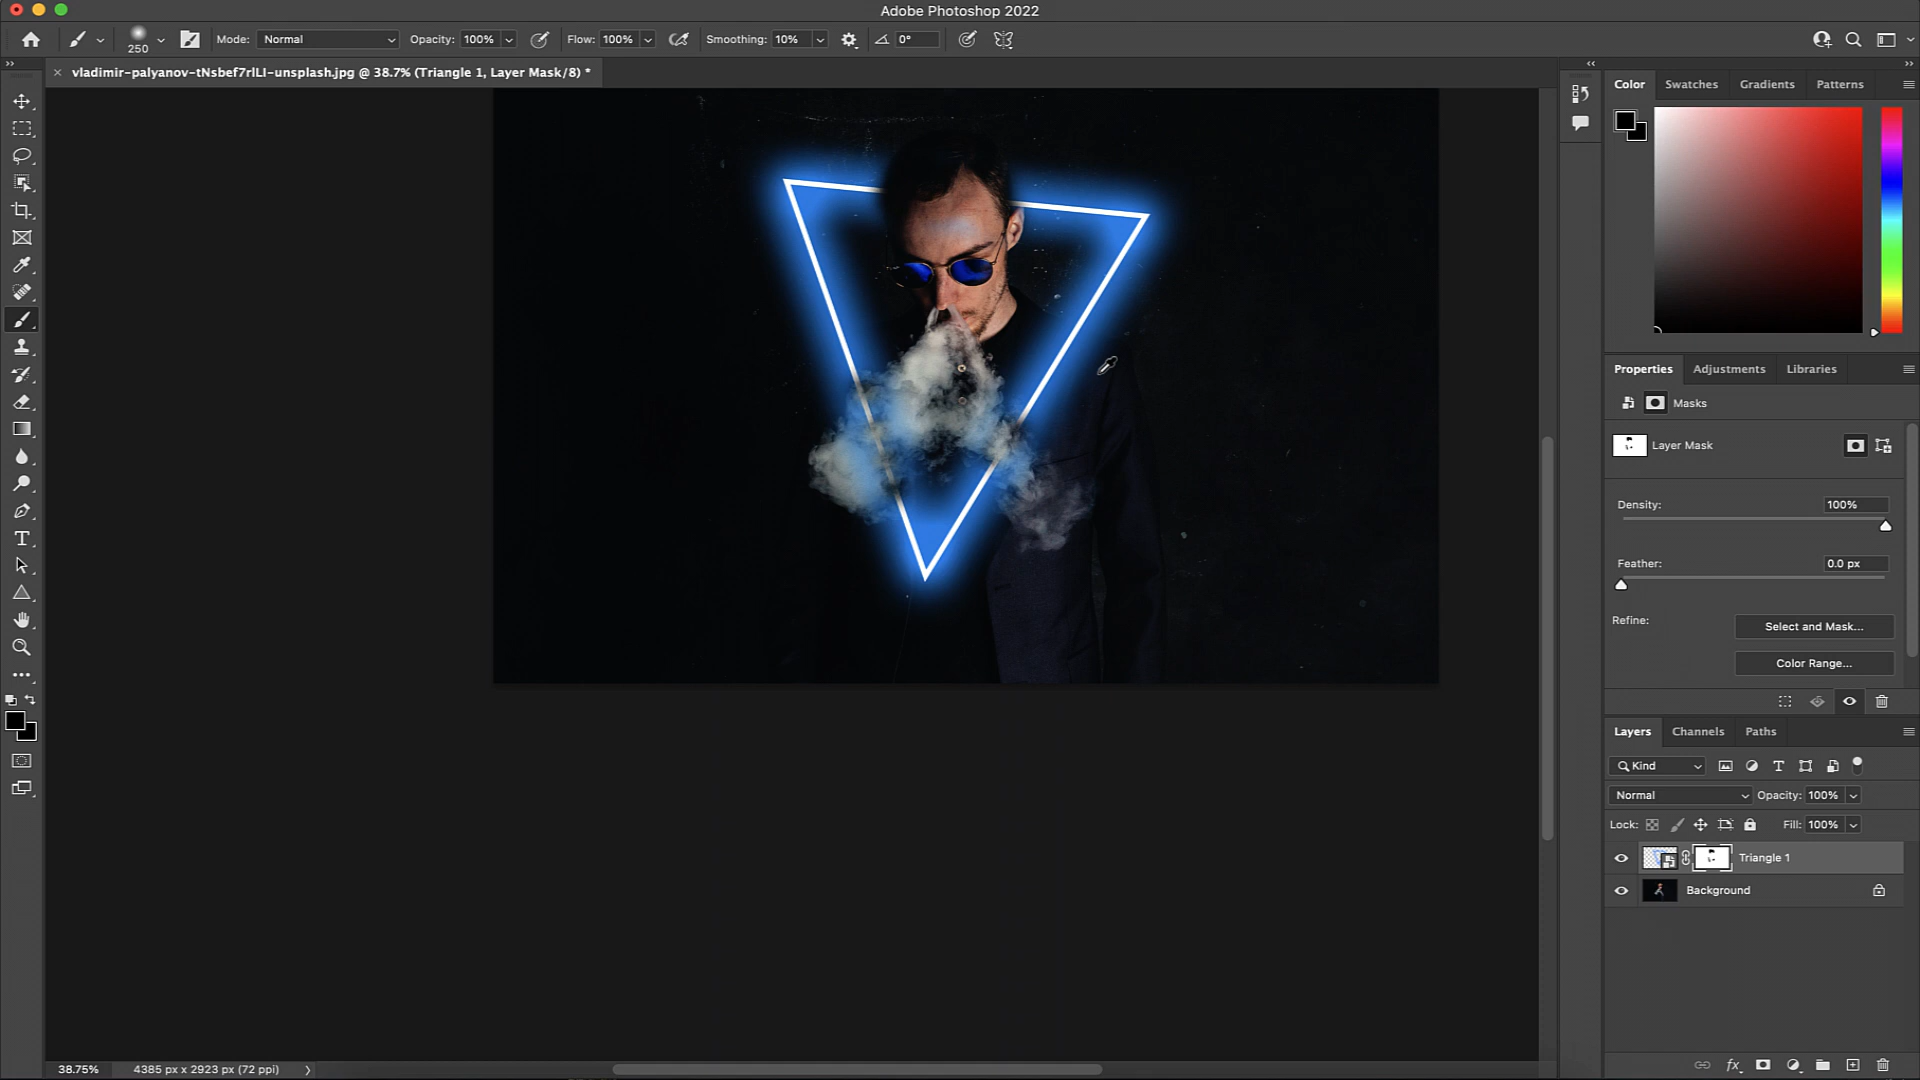 Adobe Photoshop 2022
250
Mode: Normal
Opacity: 100%
Flow: 100%
Smoothing: 10%
0°
vladimir-palyanov-tNsbef7rlLI-unsplash.jpg @ 38.7% (Triangle 1, Layer Mask/8) *
Color Swatches Gradients Patterns
Properties Adjustments Libraries
Masks
Layer Mask
Density: 100%
Feather: 0.0 px
Refine:
Select and Mask...
Color Range...
Layers Channels Paths
Kind
Normal Opacity: 100%
Lock: Fill: 100%
Triangle 1
Background
fx
38.75% 4385 px x 2923 px (72 ppi)